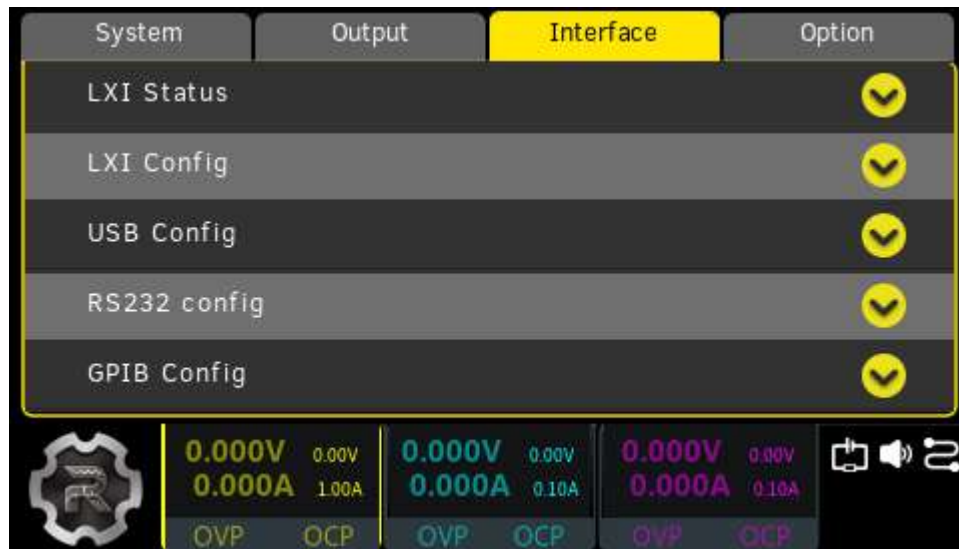 System Output Interface Option
LXI Status
LXI Config
USB Config
RS232 config
GPIB Config
0.000V 0.00V 0.000V 0.00V 0.000V 0.00V
0.000A 1.00A 0.000A 0.10A 0.000A 0.10A
OVP OCP OVP OCP OVP OCP